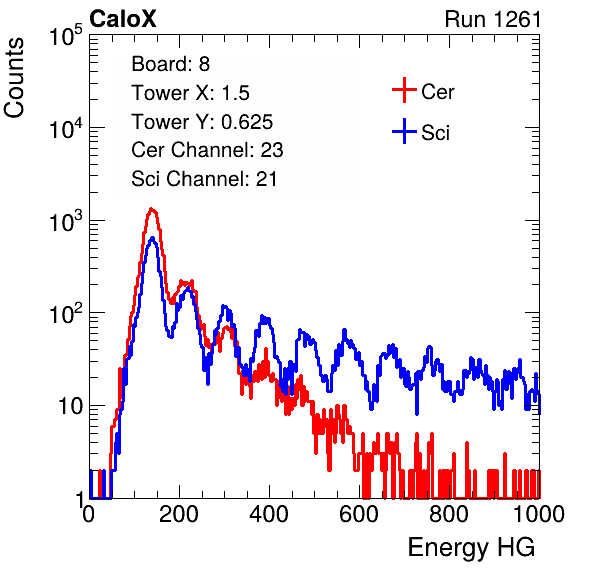 CaloX Run 1261
Counts
Board: 8
Tower X: 1.5
Tower Y: 0.625
Cer Channel: 23
Sci Channel: 21
Cer
Sci
10^5
10^4
10^3
10^2
10
1
0 200 400 600 800 1000
Energy HG